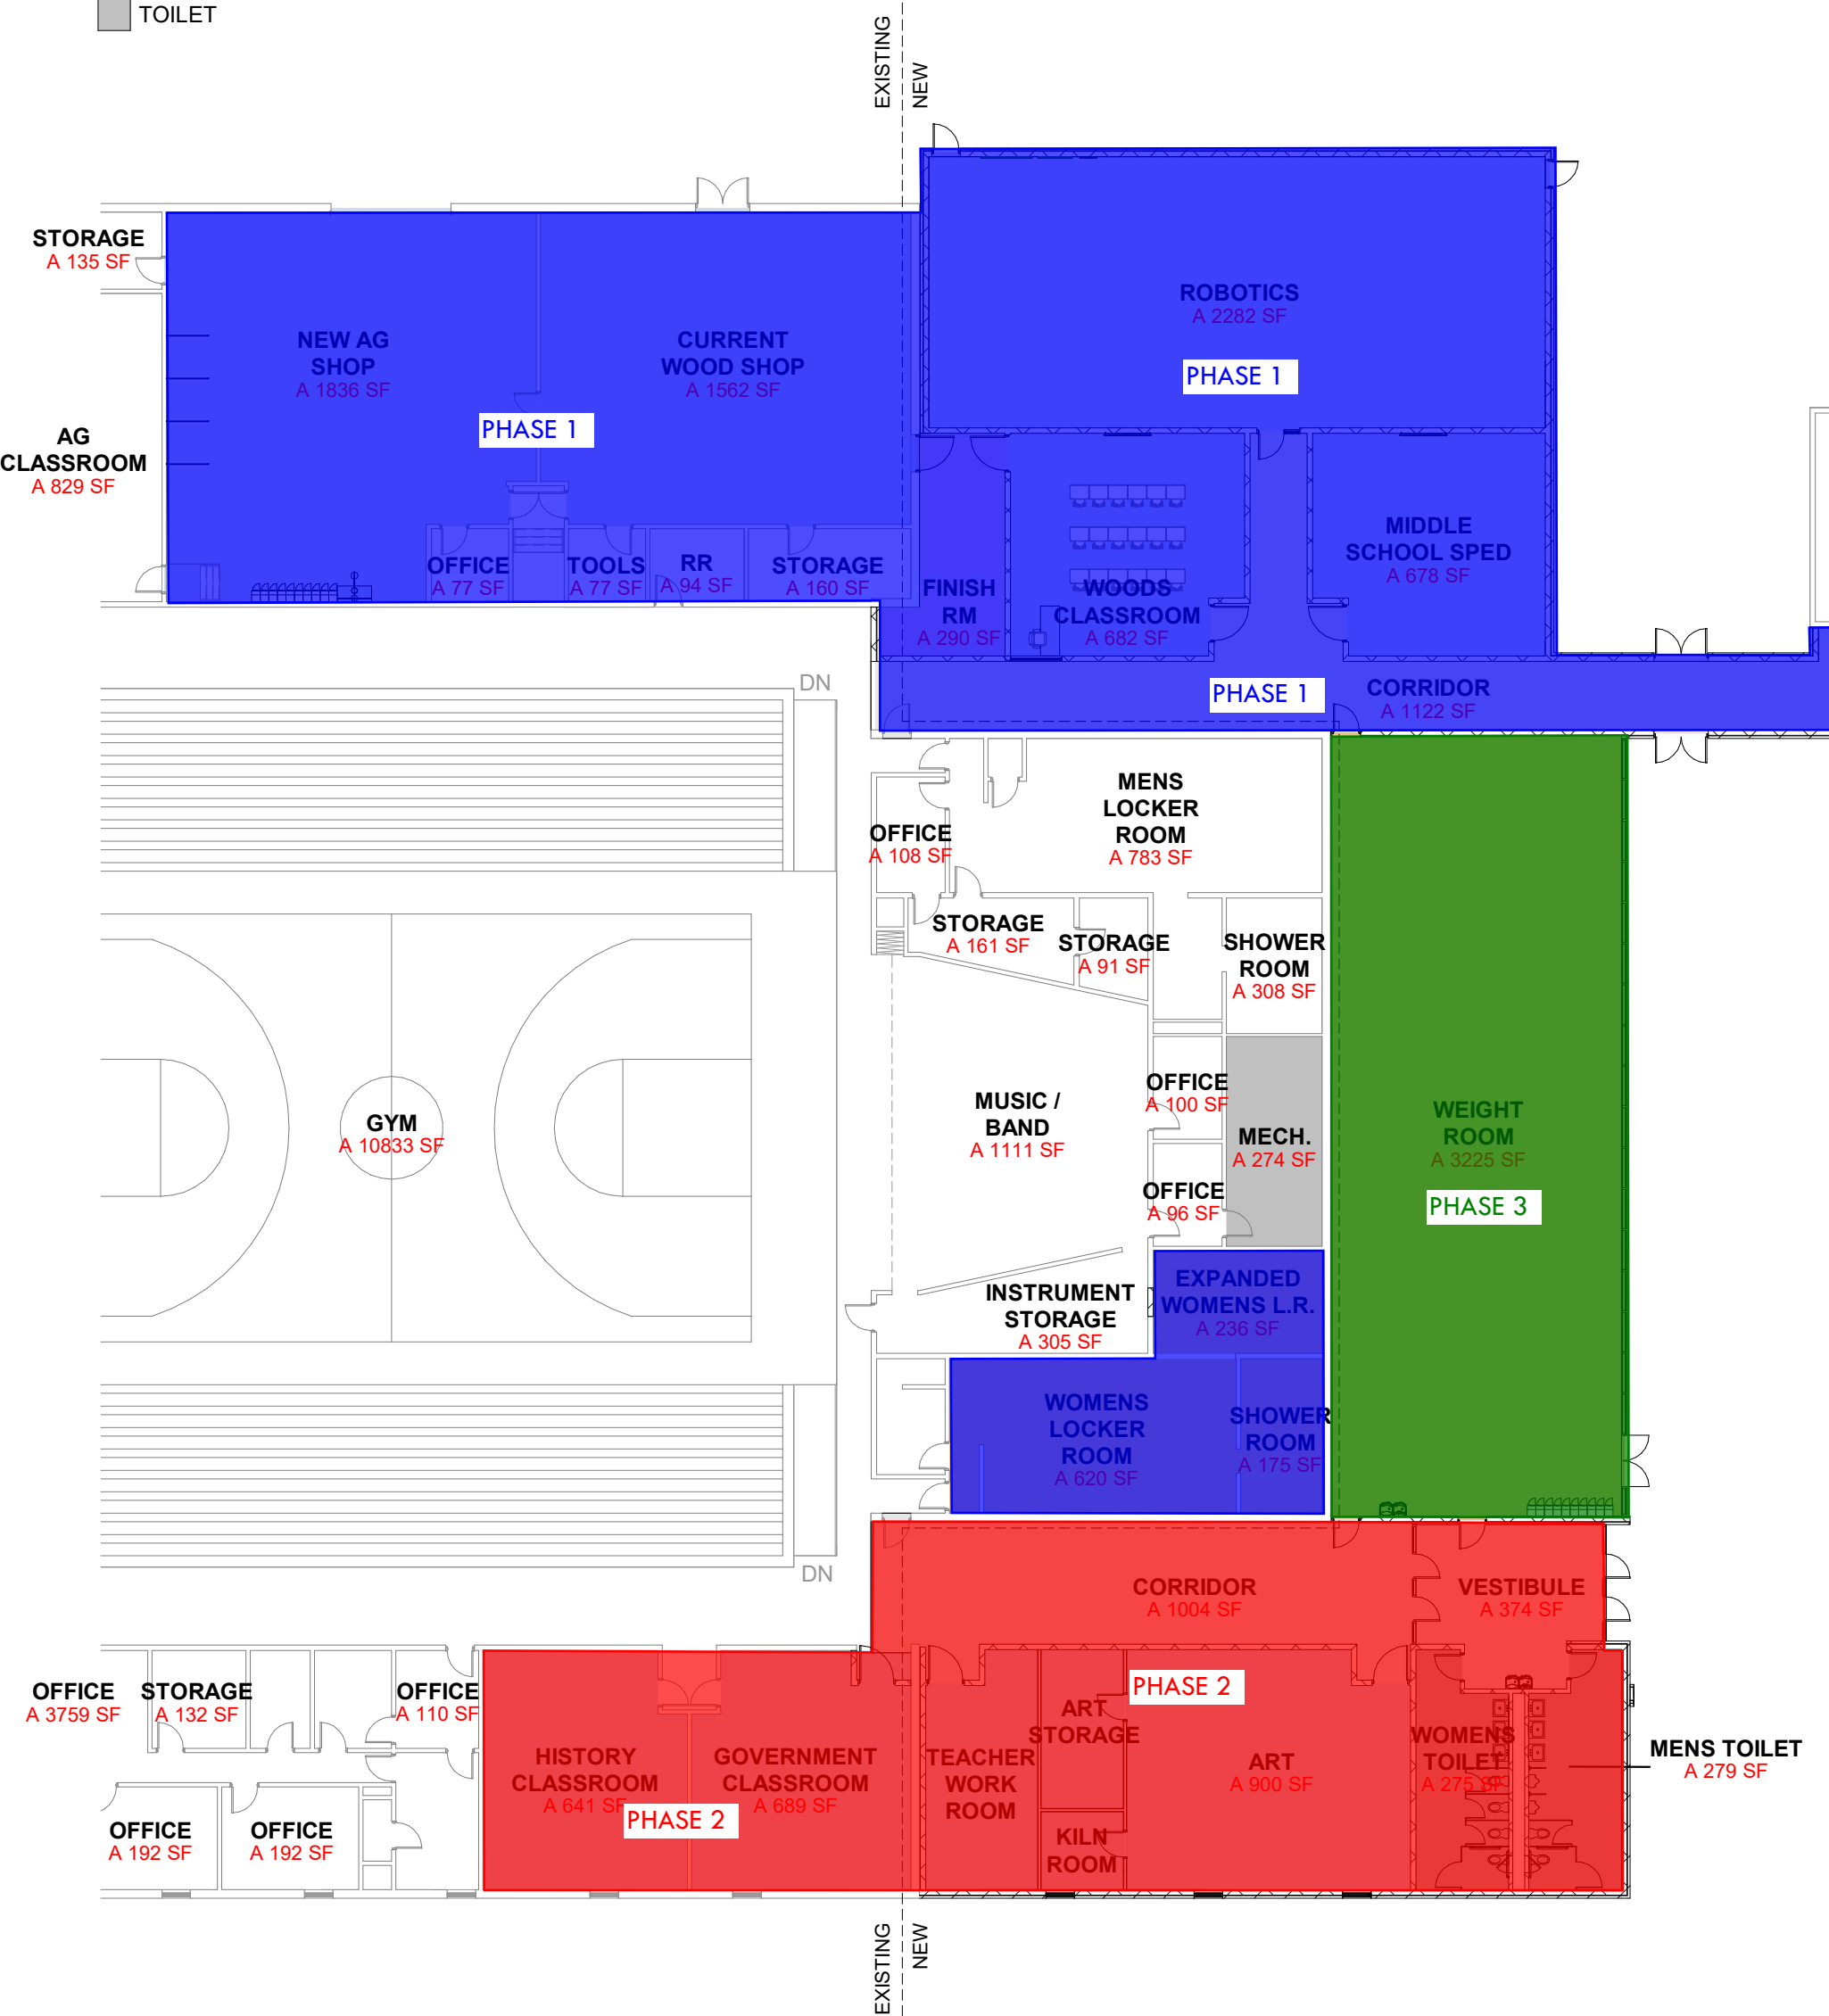 TOILET
EXISTING
NEW
STORAGE
A 135 SF
AG
CLASSROOM
A 829 SF
NEW AG
SHOP
A 1836 SF
CURRENT
WOOD SHOP
A 1562 SF
PHASE 1
ROBOTICS
A 2282 SF
PHASE 1
OFFICE
A 77 SF
TOOLS
A 77 SF
RR
A 94 SF
STORAGE
A 160 SF
FINISH
RM
A 290 SF
WOODS
CLASSROOM
A 682 SF
MIDDLE
SCHOOL SPED
A 678 SF
PHASE 1
CORRIDOR
A 1122 SF
DN
MENS
LOCKER
ROOM
A 783 SF
OFFICE
A 108 SF
STORAGE
A 161 SF
STORAGE
A 91 SF
SHOWER
ROOM
A 308 SF
GYM
A 10833 SF
MUSIC /
BAND
A 1111 SF
OFFICE
A 100 SF
MECH.
A 274 SF
OFFICE
A 96 SF
WEIGHT
ROOM
A 3225 SF
PHASE 3
INSTRUMENT
STORAGE
A 305 SF
EXPANDED
WOMENS L.R.
A 236 SF
WOMENS
LOCKER
ROOM
A 620 SF
SHOWER
ROOM
A 175 SF
DN
CORRIDOR
A 1004 SF
VESTIBULE
A 374 SF
OFFICE
A 3759 SF
STORAGE
A 132 SF
OFFICE
A 110 SF
OFFICE
A 192 SF
OFFICE
A 192 SF
HISTORY
CLASSROOM
A 641 SF
GOVERNMENT
CLASSROOM
A 689 SF
PHASE 2
TEACHER
WORK
ROOM
ART
STORAGE
KILN
ROOM
PHASE 2
ART
A 900 SF
WOMENS
TOILET
A 275 SF
MENS TOILET
A 279 SF
EXISTING
NEW